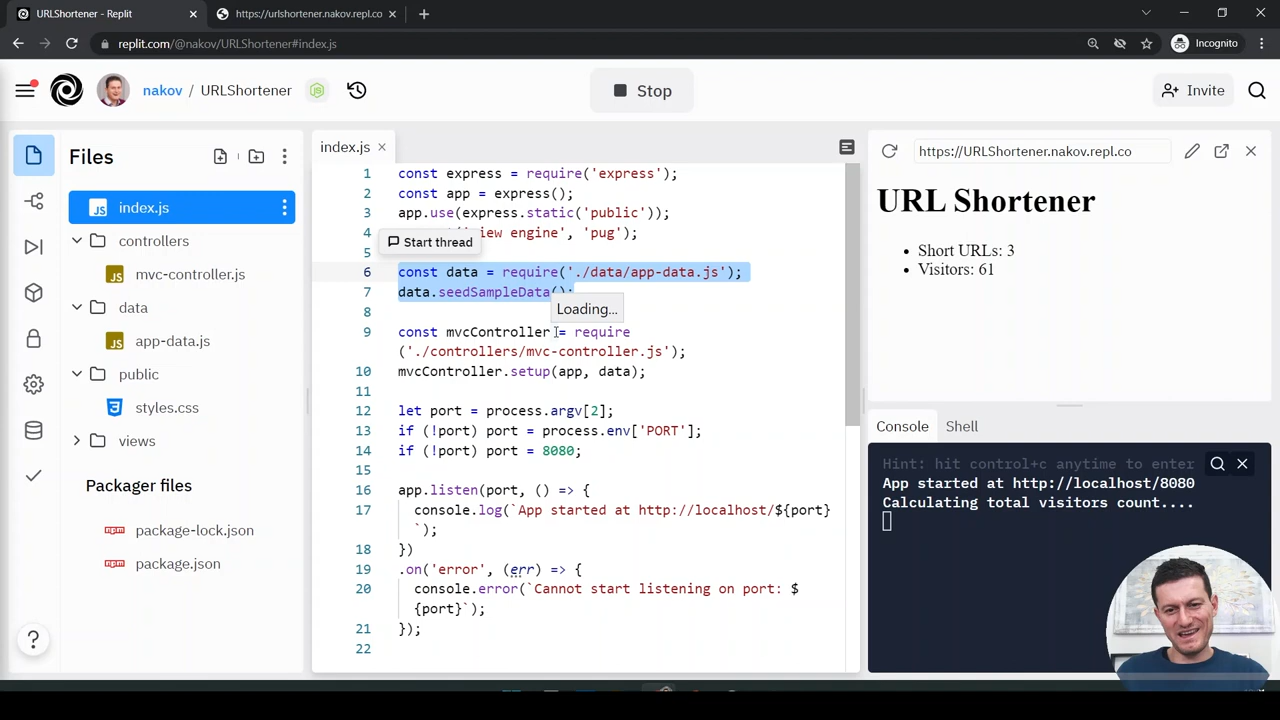 URLShortener - Replit
https://urlshortener.nakov.repl.co
replit.com/@nakov/URLShortener#index.js
Incognito
nakov / URLShortener
Stop
Invite
Files
index.js
controllers
mvc-controller.js
data
app-data.js
public
styles.css
views
Packager files
package-lock.json
package.json
index.js
1 const express = require('express');
2 const app = express();
3 app.use(express.static('public'));
4 view engine', 'pug');
Start thread
5
6 const data = require('./data/app-data.js');
7 data.seedSampleData();
Loading...
8
9 const mvcController = require
('./controllers/mvc-controller.js');
10 mvcController.setup(app, data);
11
12 let port = process.argv[2];
13 if (!port) port = process.env['PORT'];
14 if (!port) port = 8080;
15
16 app.listen(port, () => {
17 console.log(`App started at http://localhost/${port}
`);
18 })
19 .on('error', (err) => {
20 console.error(`Cannot start listening on port: $
{port}`);
21 });
22
https://URLShortener.nakov.repl.co
URL Shortener
• Short URLs: 3
• Visitors: 61
Console
Shell
Hint: hit control+c anytime to enter
App started at http://localhost/8080
Calculating total visitors count....